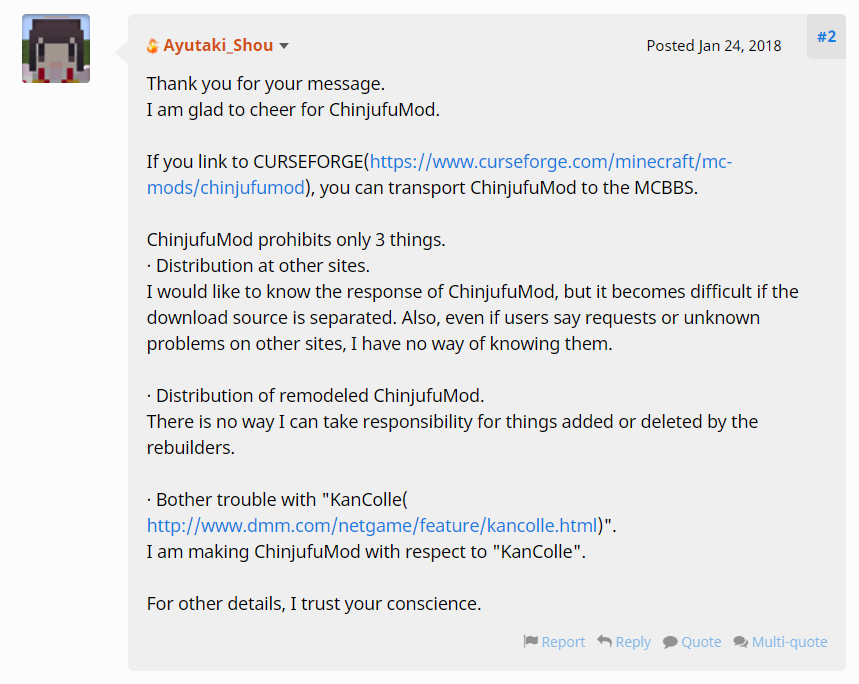 Ayutaki_Shou
Posted Jan 24, 2018
#2
Thank you for your message.
I am glad to cheer for ChinjufuMod.
If you link to CURSEFORGE(https://www.curseforge.com/minecraft/mc-
mods/chinjufumod), you can transport ChinjufuMod to the MCBBS.
ChinjufuMod prohibits only 3 things.
· Distribution at other sites.
I would like to know the response of ChinjufuMod, but it becomes difficult if the
download source is separated. Also, even if users say requests or unknown
problems on other sites, I have no way of knowing them.
· Distribution of remodeled ChinjufuMod.
There is no way I can take responsibility for things added or deleted by the
rebuilders.
· Bother trouble with "KanColle(
http://www.dmm.com/netgame/feature/kancolle.html)".
I am making ChinjufuMod with respect to "KanColle".
For other details, I trust your conscience.
Report Reply Quote Multi-quote